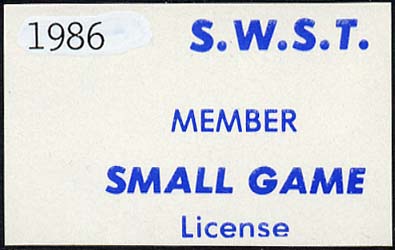 1986 S.W.S.T.
MEMBER
SMALL GAME
License